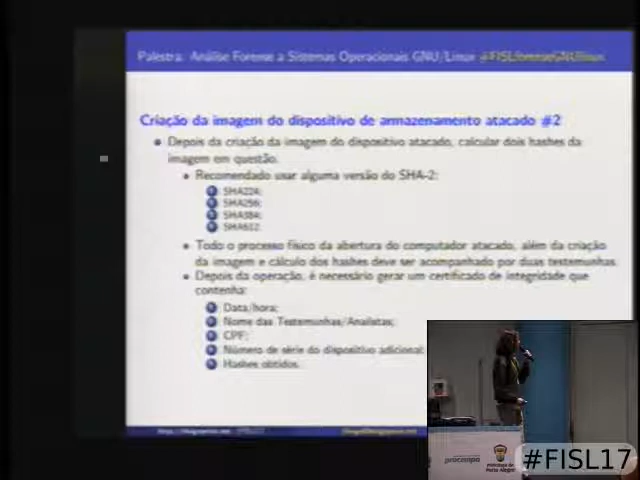 Palestra: Análise Forense a Sistemas Operacionais GNU/Linux
Criação da imagem do dispositivo de armazenamento atacado #2
Depois da criação da imagem do dispositivo atacado, calcular dois hashes da
imagem em questão.
Recomendado usar alguma versão do SHA-2:
SHA224;
SHA256;
SHA384;
SHA512.
Todo o processo físico da abertura do computador atacado, além da criação
da imagem e cálculo dos hashes deve ser acompanhado por duas testemunhas.
Depois da operação, é necessário gerar um certificado de integridade que
contenha:
Data/hora;
Nome das Testemunhas/Analistas;
CPF;
Número de série do dispositivo adicional;
Hashes obtidos.
procempa
Porto Alegre
#FISL17